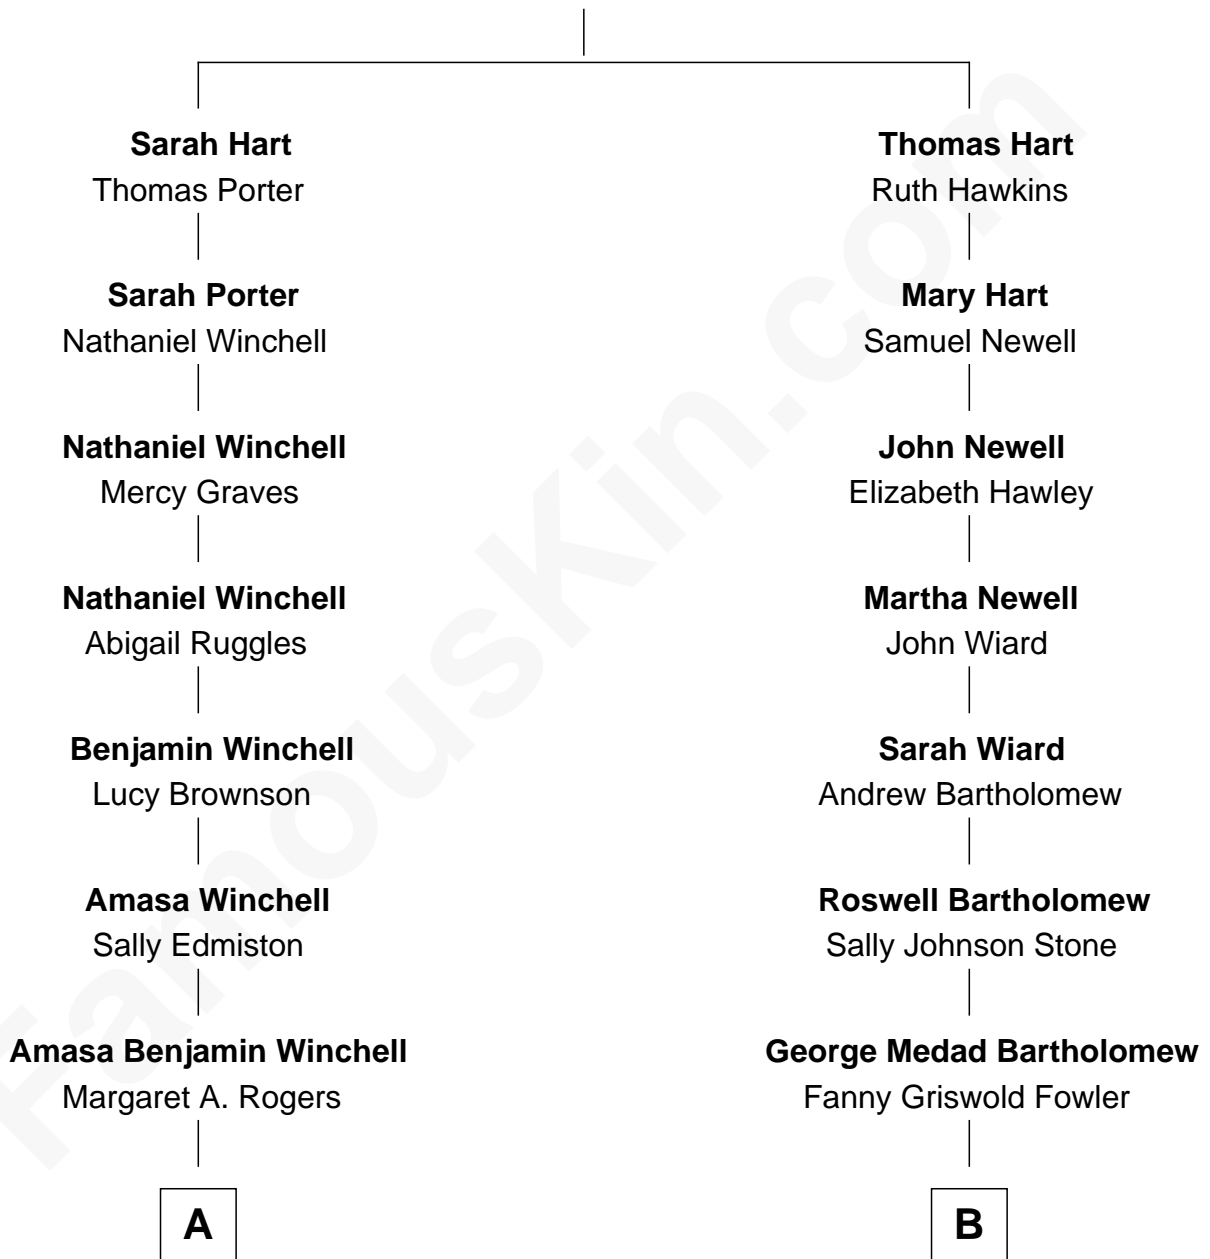 Sarah Hart
Thomas Porter
Sarah Porter
Nathaniel Winchell
Nathaniel Winchell
Mercy Graves
Nathaniel Winchell
Abigail Ruggles
Benjamin Winchell
Lucy Brownson
Amasa Winchell
Sally Edmiston
Amasa Benjamin Winchell
Margaret A. Rogers
A
Thomas Hart
Ruth Hawkins
Mary Hart
Samuel Newell
John Newell
Elizabeth Hawley
Martha Newell
John Wiard
Sarah Wiard
Andrew Bartholomew
Roswell Bartholomew
Sally Johnson Stone
George Medad Bartholomew
Fanny Griswold Fowler
B
FamousKin.com